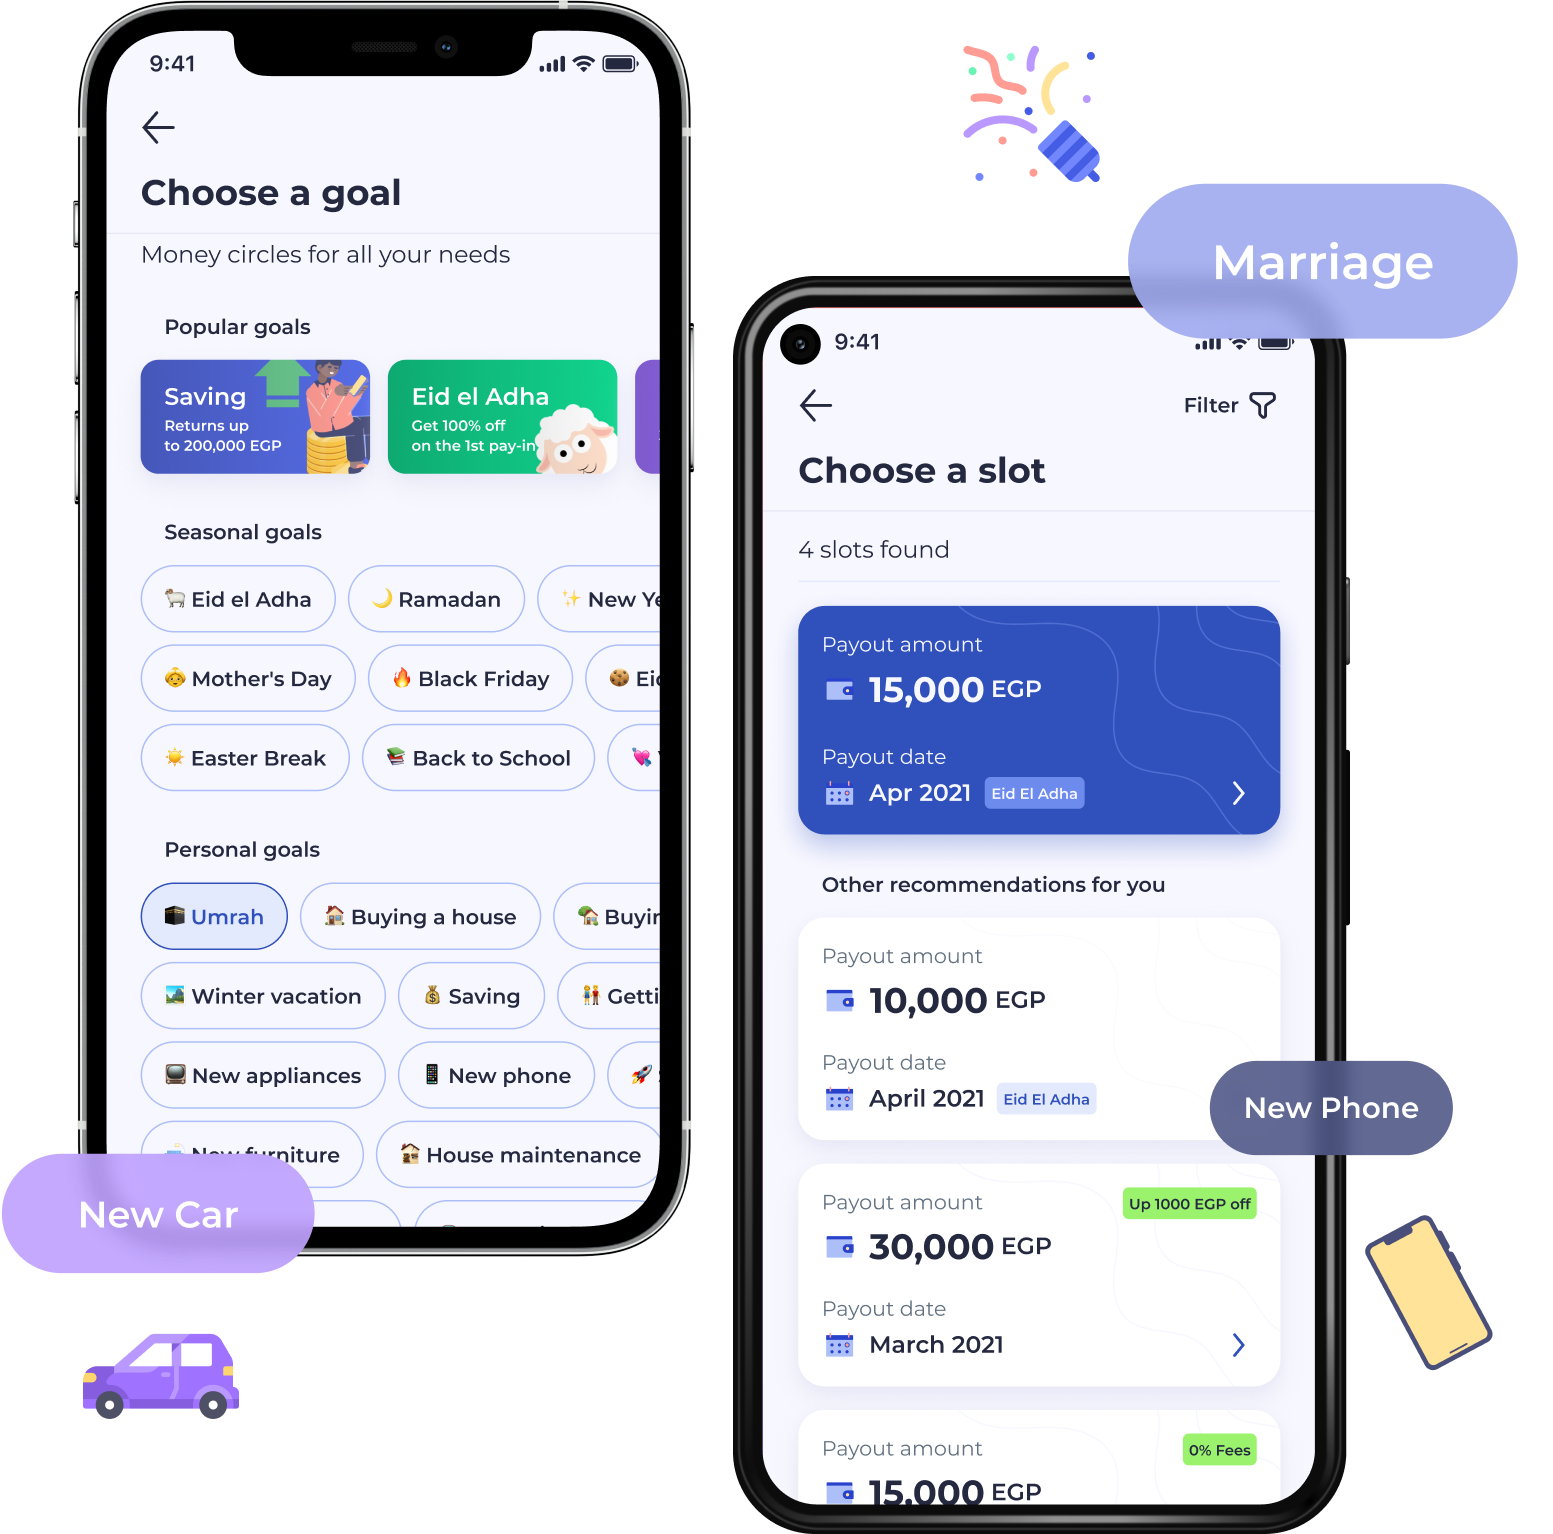 9:41
Choose a goal
Money circles for all your needs
Popular goals
Saving
Returns up
to 200,000 EGP
Eid el Adha
Get 100% off
on the 1st pay-in
Seasonal goals
Eid el Adha
Ramadan
New Ye
Mother's Day
Black Friday
Eid
Easter Break
Back to School
Personal goals
Umrah
Buying a house
Buyin
Winter vacation
Saving
Getti
New appliances
New phone
New furniture
House maintenance
New Car
Marriage
9:41
Filter
Choose a slot
4 slots found
Payout amount
15,000 EGP
Payout date
Apr 2021 Eid El Adha
Other recommendations for you
Payout amount
10,000 EGP
Payout date
April 2021 Eid El Adha
New Phone
Payout amount
Up 1000 EGP off
30,000 EGP
Payout date
March 2021
Payout amount
0% Fees
15,000 EGP